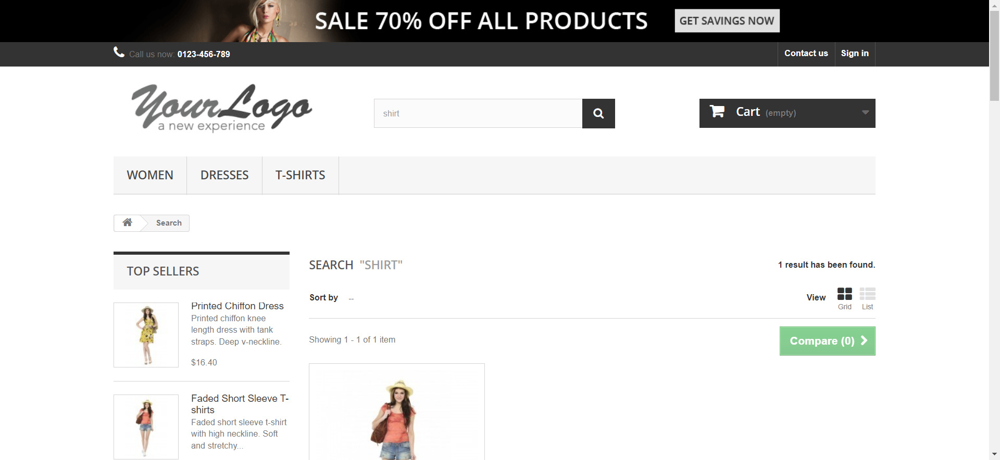 SALE 70% OFF ALL PRODUCTS
GET SAVINGS NOW
Call us now: 0123-456-789
Contact us
Sign in
Your Logo
a new experience
shirt
Cart (empty)
WOMEN
DRESSES
T-SHIRTS
Search
TOP SELLERS
Printed Chiffon Dress
Printed chiffon knee
length dress with tank
straps. Deep v-neckline.
$16.40
Faded Short Sleeve T-
shirts
Faded short sleeve t-shirt
with high neckline. Soft
and stretchy...
SEARCH "SHIRT"
1 result has been found.
Sort by --
View
Grid
List
Showing 1 - 1 of 1 item
Compare (0)